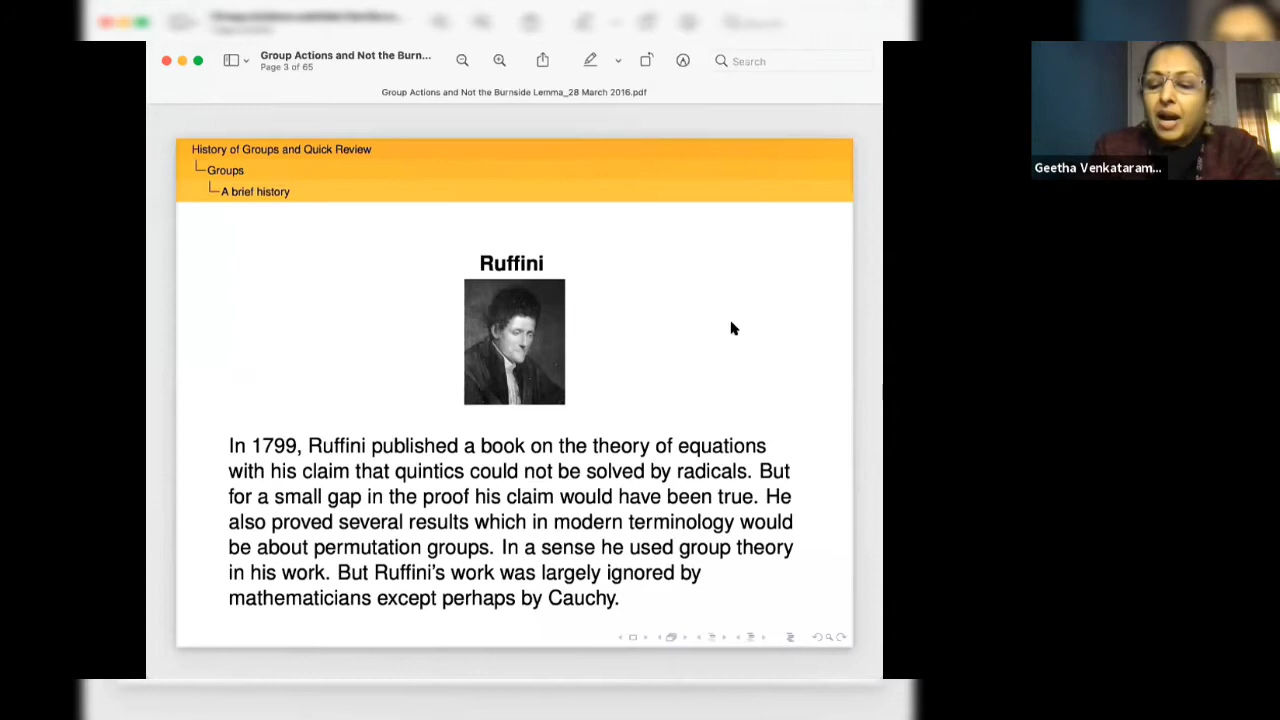 Group Actions and Not the Burn...
Page 3 of 65
Search
Group Actions and Not the Burnside Lemma_28 March 2016.pdf
Geetha Venkataram...
History of Groups and Quick Review
Groups
A brief history
Ruffini
In 1799, Ruffini published a book on the theory of equations
with his claim that quintics could not be solved by radicals. But
for a small gap in the proof his claim would have been true. He
also proved several results which in modern terminology would
be about permutation groups. In a sense he used group theory
in his work. But Ruffini's work was largely ignored by
mathematicians except perhaps by Cauchy.